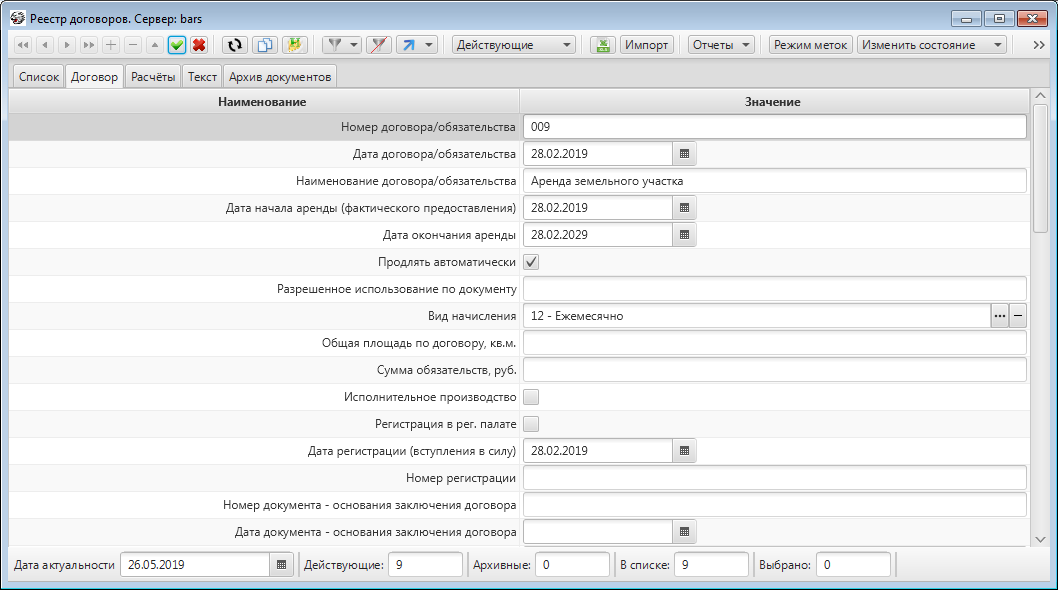 Реестр договоров. Сервер: bars
Действующие Импорт Отчеты Режим меток Изменить состояние
Список Договор Расчёты Текст Архив документов
Наименование Значение
Номер договора/обязательства 009
Дата договора/обязательства 28.02.2019
Наименование договора/обязательства Аренда земельного участка
Дата начала аренды (фактического предоставления) 28.02.2019
Дата окончания аренды 28.02.2029
Продлять автоматически
Разрешенное использование по документу
Вид начисления 12 - Ежемесячно
Общая площадь по договору, кв.м.
Сумма обязательств, руб.
Исполнительное производство
Регистрация в рег. палате
Дата регистрации (вступления в силу) 28.02.2019
Номер регистрации
Номер документа - основания заключения договора
Дата документа - основания заключения договора
Дата актуальности 26.05.2019 Действующие: 9 Архивные: 0 В списке: 9 Выбрано: 0